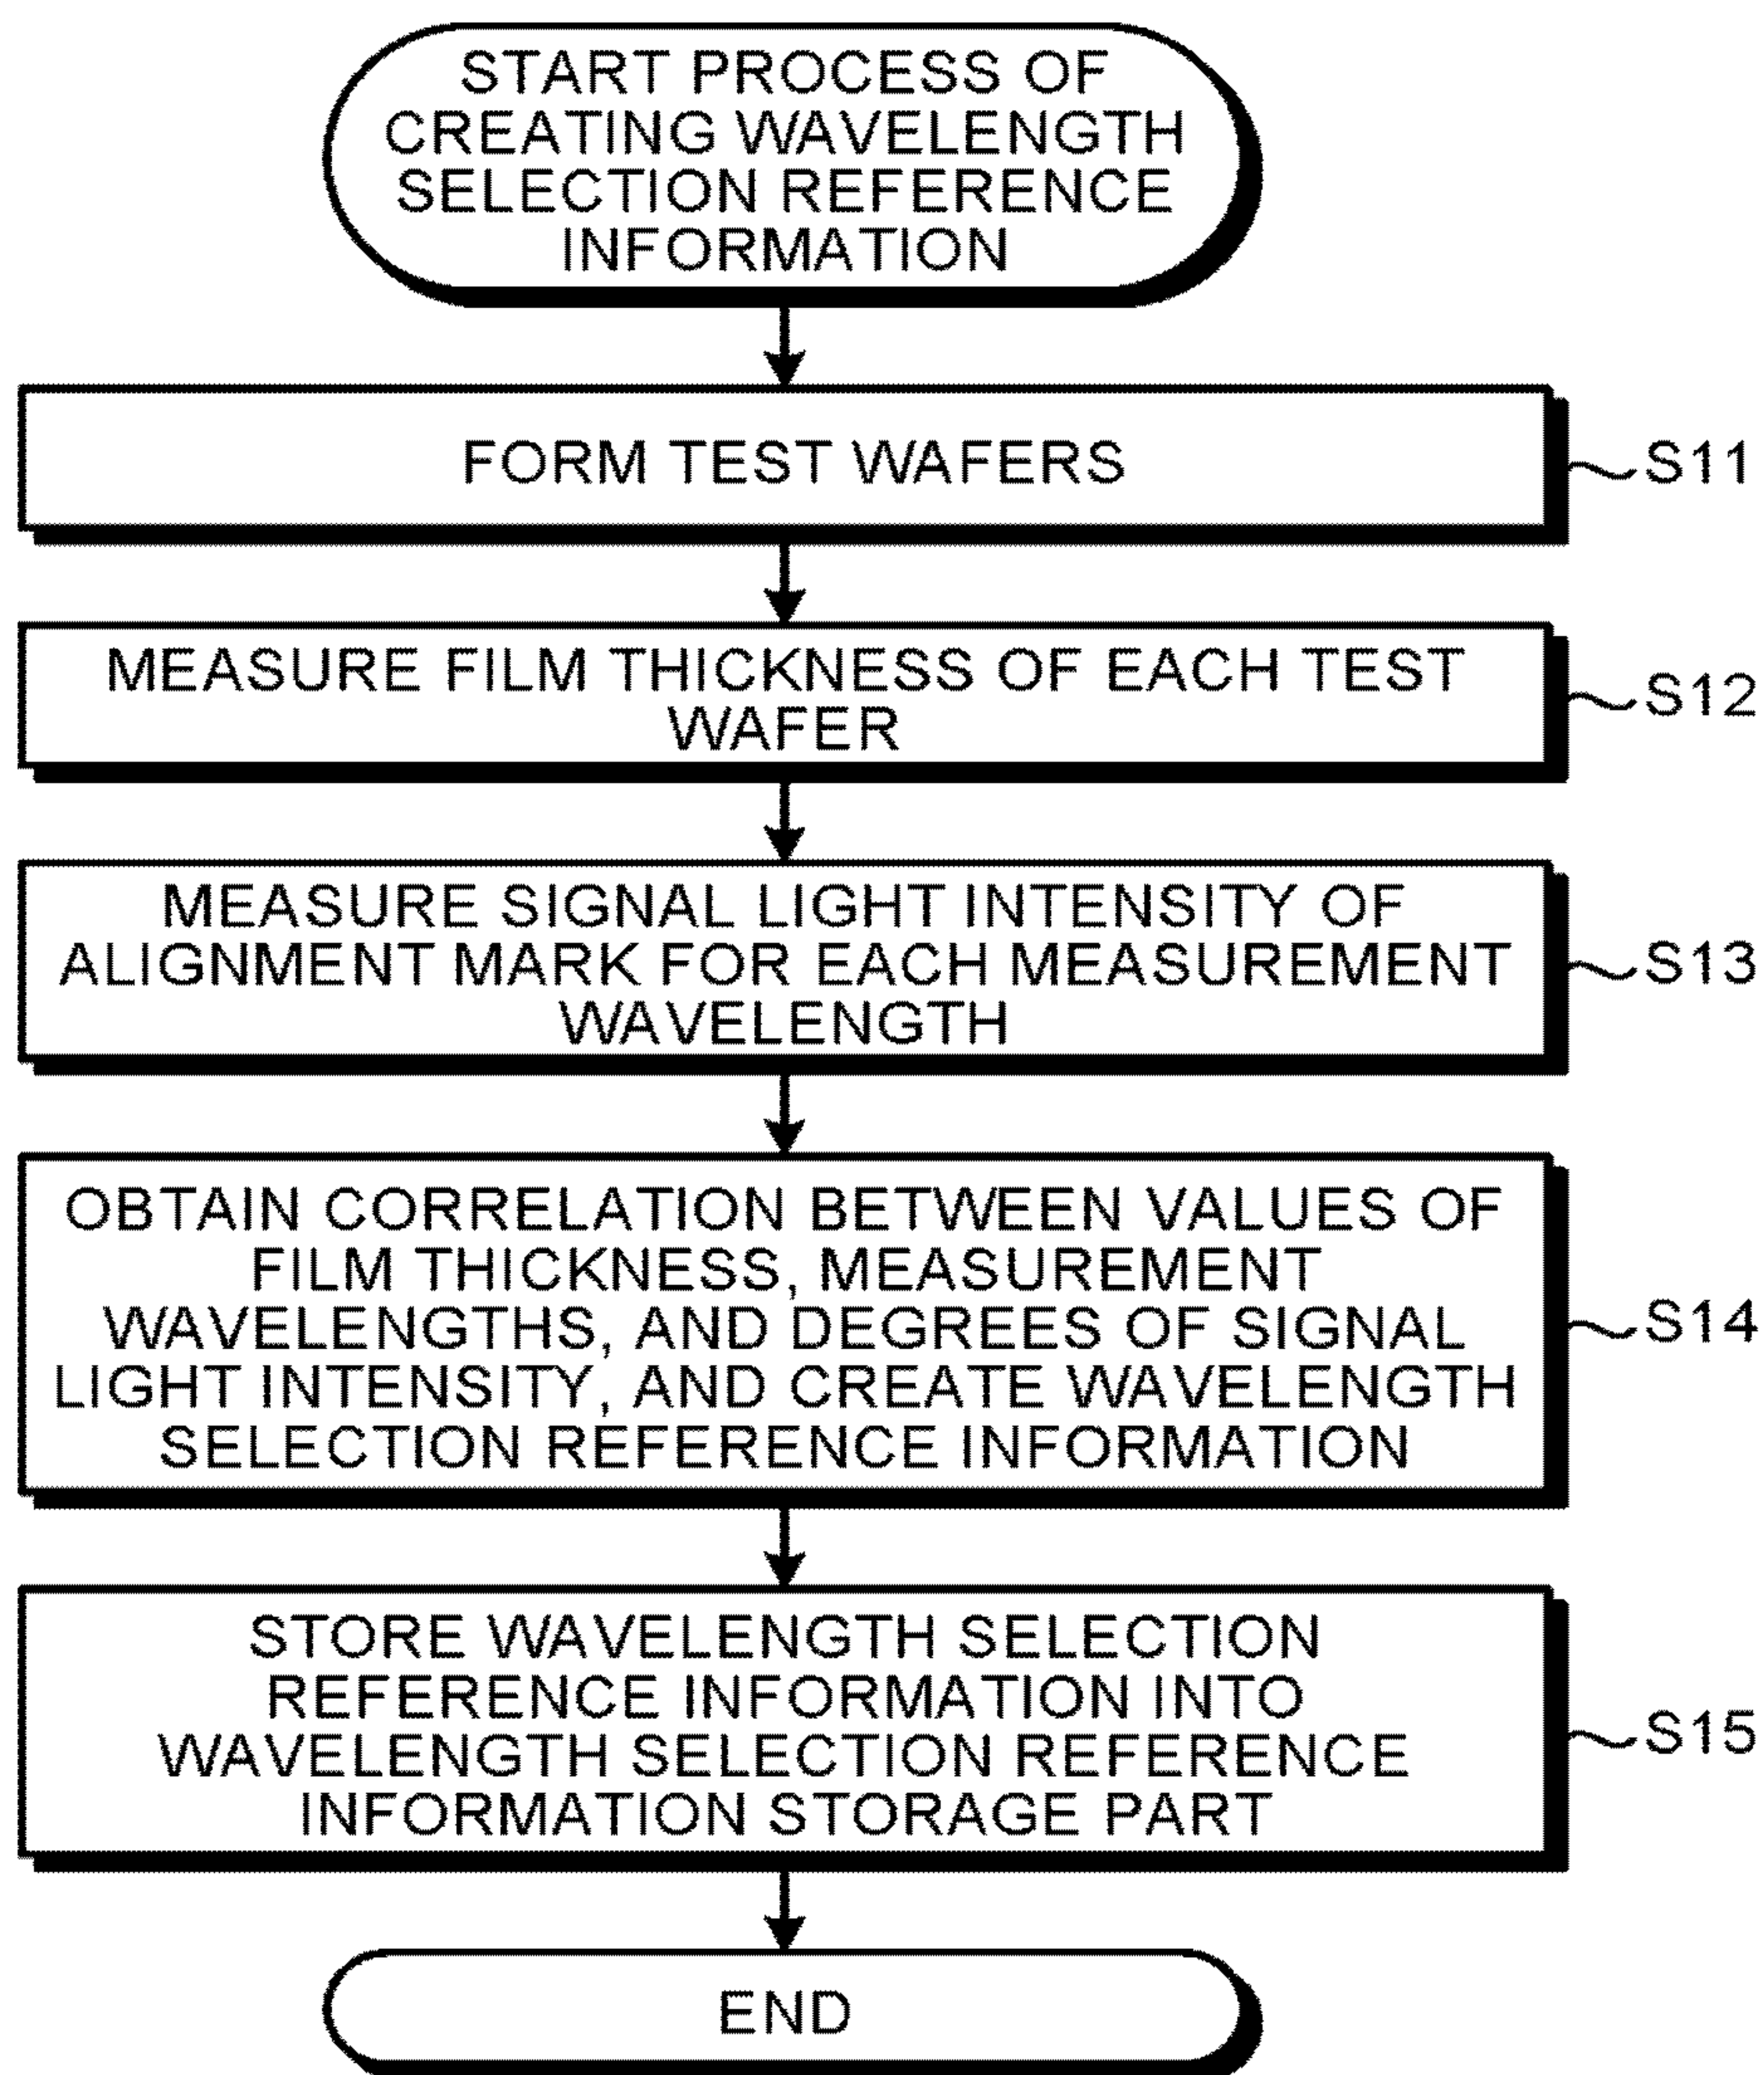 START PROCESS OF
CREATING WAVELENGTH
SELECTION REFERENCE
INFORMATION
FORM TEST WAFERS
S11
MEASURE FILM THICKNESS OF EACH TEST
WAFER
S12
MEASURE SIGNAL LIGHT INTENSITY OF
ALIGNMENT MARK FOR EACH MEASUREMENT
WAVELENGTH
S13
OBTAIN CORRELATION BETWEEN VALUES OF
FILM THICKNESS, MEASUREMENT
WAVELENGTHS, AND DEGREES OF SIGNAL
LIGHT INTENSITY, AND CREATE WAVELENGTH
SELECTION REFERENCE INFORMATION
S14
STORE WAVELENGTH SELECTION
REFERENCE INFORMATION INTO
WAVELENGTH SELECTION REFERENCE
INFORMATION STORAGE PART
S15
END